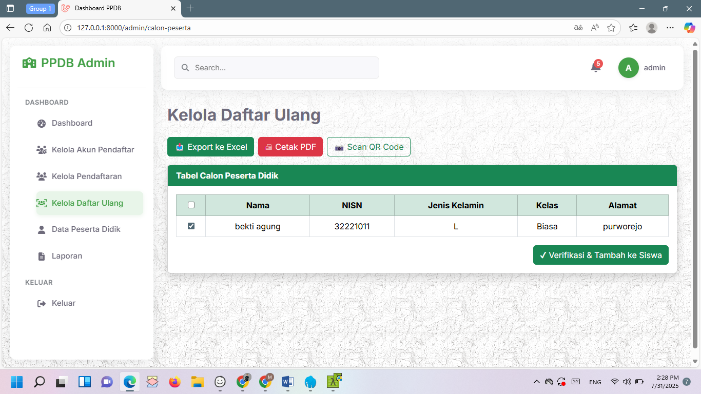 Group 1
Dashboard PPDB
127.0.0.1:8000/admin/calon-peserta
PPDB Admin
Search...
5
A
admin
DASHBOARD
Dashboard
Kelola Akun Pendaftar
Kelola Pendaftaran
Kelola Daftar Ulang
Data Peserta Didik
Laporan
KELUAR
Keluar
Kelola Daftar Ulang
Export ke Excel
Cetak PDF
Scan QR Code
Tabel Calon Peserta Didik
Nama NISN Jenis Kelamin Kelas Alamat
bekti agung 32221011 L Biasa purworejo
✓ Verifikasi & Tambah ke Siswa
ENG
2:28 PM
7/31/2025